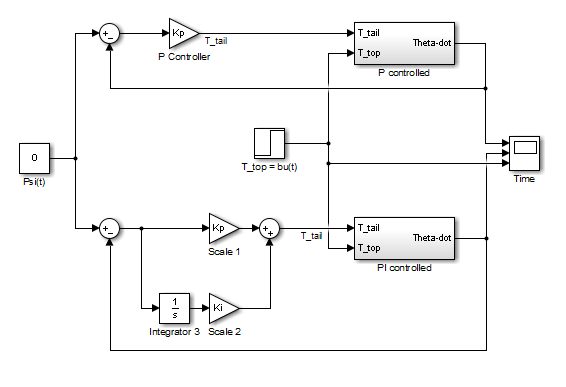 Kp
P Controller
T_tail
T_tail
T_top
Theta-dot
P controlled
0
Psi(t)
T_top = bu(t)
Time
Kp
Scale 1
T_tail
T_tail
T_top
Theta-dot
PI controlled
1
s
Integrator 3
Ki
Scale 2